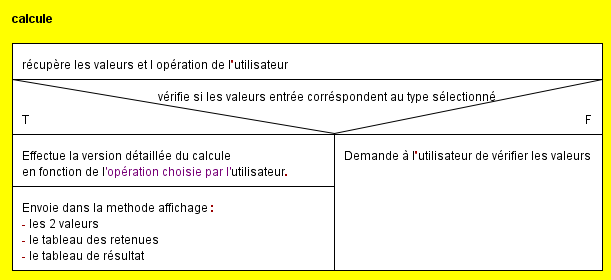 calcule
récupère les valeurs et l opération de l'utilisateur
vérifie si les valeurs entrée corréspondent au type sélectionné
T
F
Effectue la version détaillée du calcule
en fonction de l'opération choisie par l'utilisateur.
Demande à l'utilisateur de vérifier les valeurs
Envoie dans la methode affichage :
- les 2 valeurs
- le tableau des retenues
- le tableau de résultat